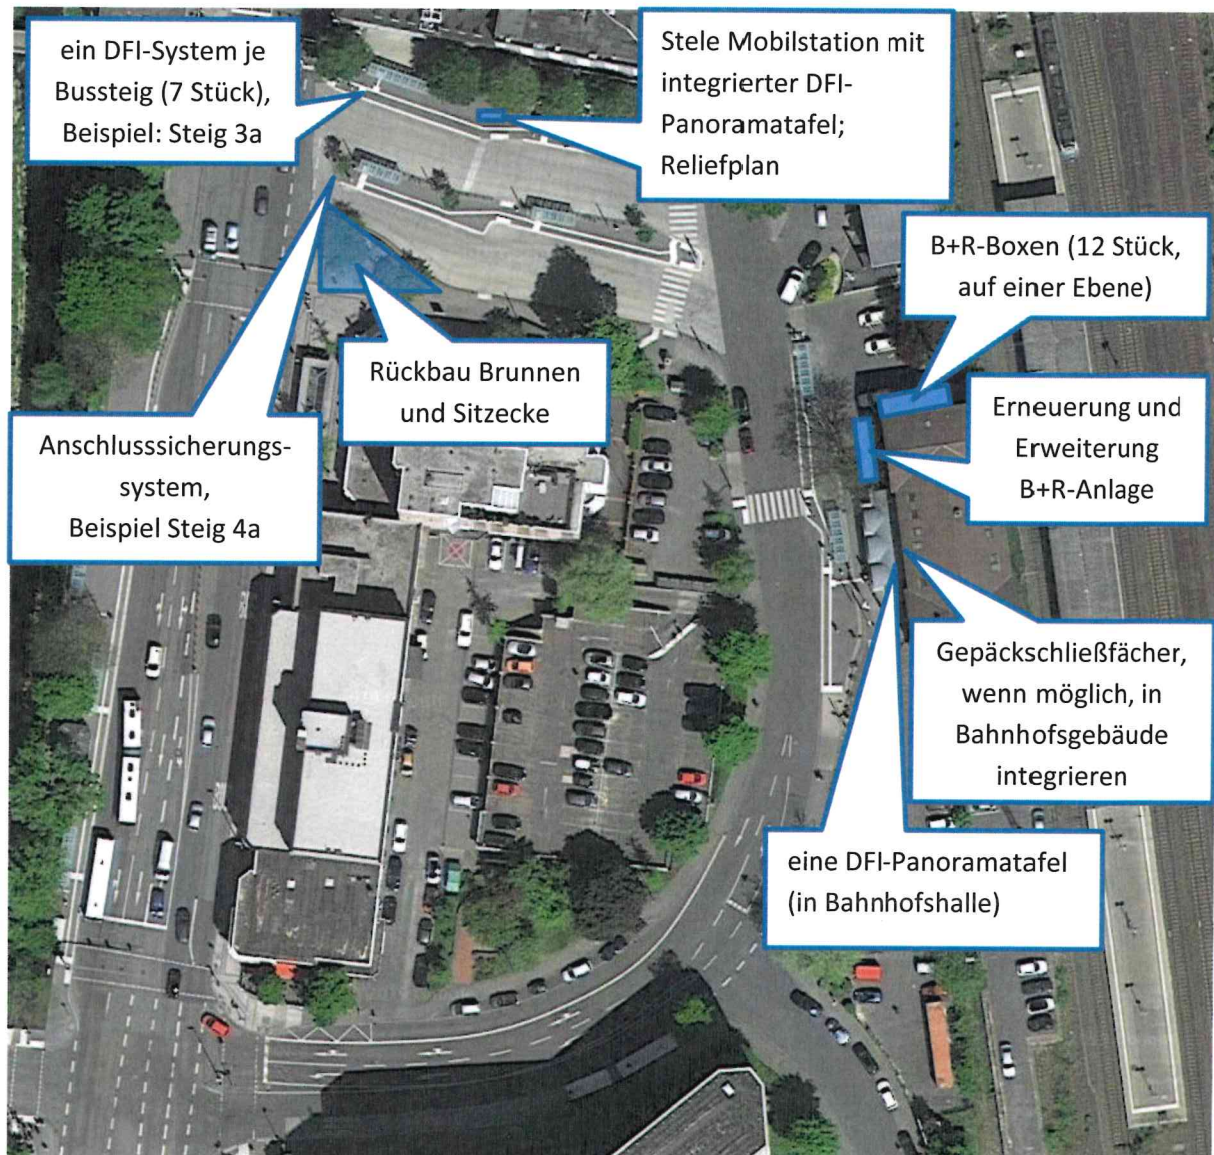 ein DFI-System je
Bussteig (7 Stück),
Beispiel: Steig 3a
Stele Mobilstation mit
integrierter DFI-
Panoramatafel;
Reliefplan
B+R-Boxen (12 Stück,
auf einer Ebene)
Rückbau Brunnen
und Sitzecke
Anschlusssicherungs-
system,
Beispiel Steig 4a
Erneuerung und
Erweiterung
B+R-Anlage
Gepäckschließfächer,
wenn möglich, in
Bahnhofsgebäude
integrieren
eine DFI-Panoramatafel
(in Bahnhofshalle)